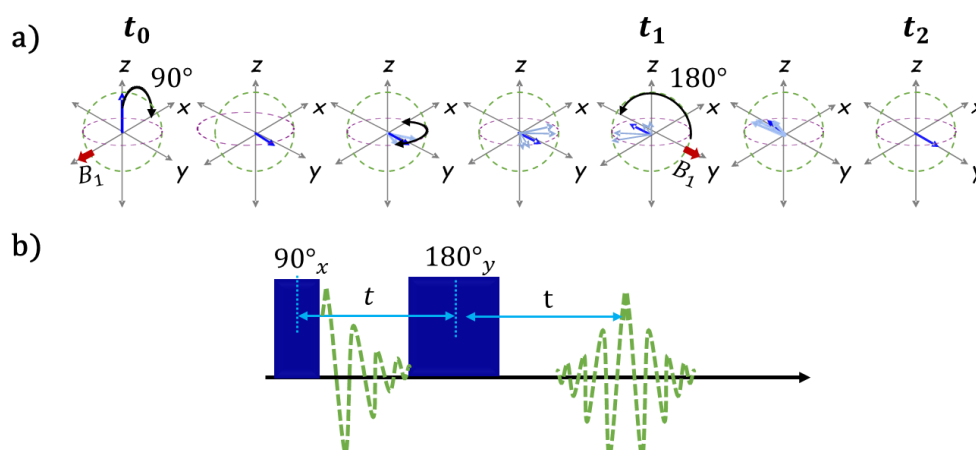 a)
t₀ t₁ t₂
z z z z z z z
90° 180°
x x x x x x x
B₁ B₁
y y y y y y y
b)
90°ₓ 180°ᵧ
t t